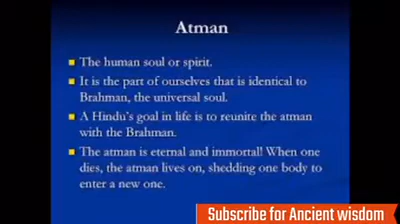 Atman
The human soul or spirit.
It is the part of ourselves that is identical to
Brahman, the universal soul.
A Hindu's goal in life is to reunite the atman
with the Brahman.
The atman is eternal and immortal! When one
dies, the atman lives on, shedding one body to
enter a new one.
Subscribe for Ancient wisdom